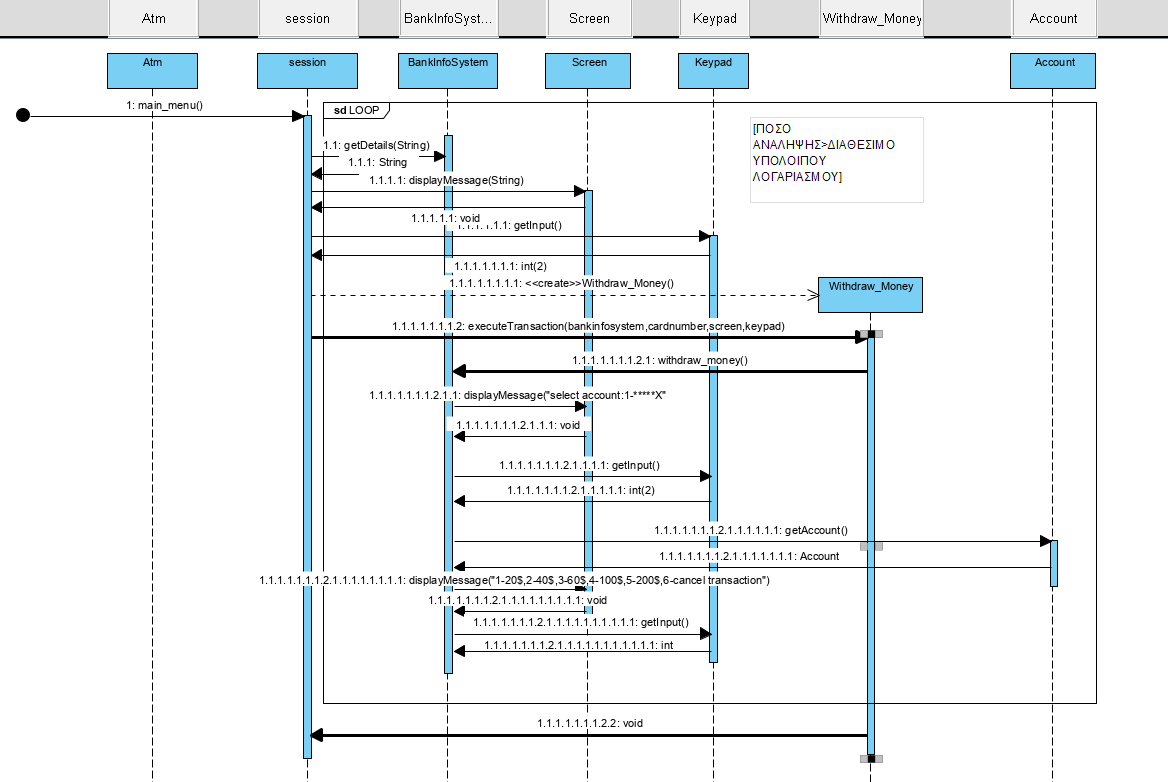 Atm
session
BankInfoSyst...
Screen
Keypad
Withdraw_Money
Account
Atm
session
BankInfoSystem
Screen
Keypad
Account
1: main_menu()
sd LOOP
[ΠΟΣΟ
ΑΝΑΛΗΨΗΣ>ΔΙΑΘΕΣΙΜΟ
ΥΠΟΛΟΙΠΟΥ
ΛΟΓΑΡΙΑΣΜΟΥ]
1.1: getDetails(String)
1.1.1: String
1.1.1.1: displayMessage(String)
1.1.1.1.1: void
1.1.1.1.1.1: getInput()
1.1.1.1.1.1.1: int(2)
1.1.1.1.1.1.1.1: <<create>>Withdraw_Money()
Withdraw_Money
1.1.1.1.1.1.1.2: executeTransaction(bankinfosystem,cardnumber,screen,keypad)
1.1.1.1.1.1.1.2.1: withdraw_money()
1.1.1.1.1.1.1.2.1.1: displayMessage("select account:1-*****X"
1.1.1.1.1.1.1.2.1.1.1: void
1.1.1.1.1.1.1.2.1.1.1.1: getInput()
1.1.1.1.1.1.1.2.1.1.1.1.1: int(2)
1.1.1.1.1.1.1.2.1.1.1.1.1.1: getAccount()
1.1.1.1.1.1.1.2.1.1.1.1.1.1.1: Account
1.1.1.1.1.1.1.2.1.1.1.1.1.1.1.1: displayMessage("1-20$,2-40$,3-60$,4-100$,5-200$,6-cancel transaction")
1.1.1.1.1.1.1.2.1.1.1.1.1.1.1.1.1: void
1.1.1.1.1.1.1.2.1.1.1.1.1.1.1.1.1.1: getInput()
1.1.1.1.1.1.1.2.1.1.1.1.1.1.1.1.1.1.1: int
1.1.1.1.1.1.1.2.2: void